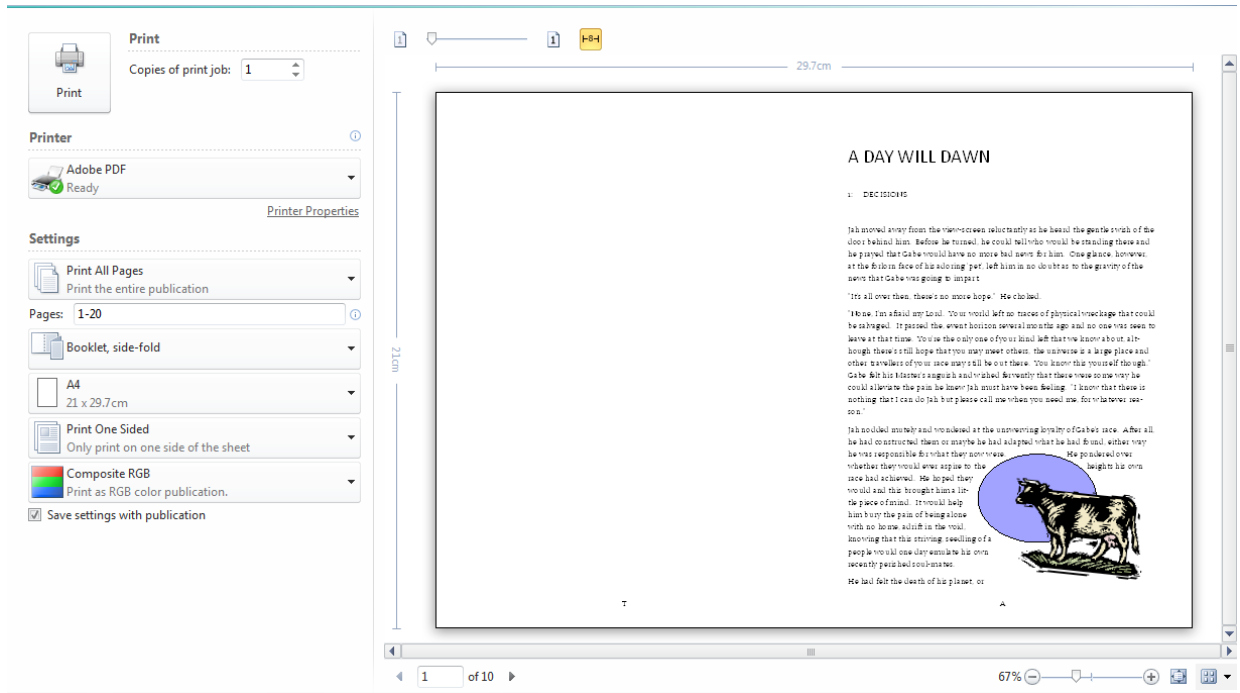 Print
Copies of print job: 1
Print
Printer
Adobe PDF
Ready
Printer Properties
Settings
Print All Pages
Print the entire publication
Pages: 1-20
Booklet, side-fold
A4
21 x 29.7cm
Print One Sided
Only print on one side of the sheet
Composite RGB
Print as RGB color publication.
Save settings with publication
1
1
8
29.7cm
21cm
A DAY WILL DAWN
1: DECISIONS
Jah moved away from the view-screen reluctantly as he heard the gentle swish of the
door behind him. Before he turned, he could tell who would be standing there and
he prayed that Gabe would have no more bad news for him. One glance, however,
at the forlorn face of his adoring 'pet', left him in no doubt as to the gravity of the
news that Gabe was going to impart.
"It's all over then, there's no more hope." He choked.
"None, I'm afraid my Lord. Your world left no traces of physical wreckage that could
be salvaged. It passed the event horizon several months ago and no one was seen to
leave at that time. You're the only one of your kind left that we know about, alt-
hough there's still hope that you may meet others; the universe is a large place and
other travellers of your race may still be out there. You know this yourself though."
Gabe felt his Master's anguish and wished fervently that there were some way he
could alleviate the pain he knew Jah must have been feeling. "I know that there is
nothing that I can do Jah but please call me when you need me, for whatever rea-
son."
Jah nodded mutely and wondered at the unswerving loyalty of Gabe's race. After all,
he had constructed them or maybe he had adapted what he had found, either way
he was responsible for what they now were. He pondered over
whether they would ever aspire to the heights his own
race had achieved. He hoped they
would and this brought him a lit-
tle piece of mind. It would help
him bury the pain of being alone
with no home, adrift in the void,
knowing that this striving, seedling of a
people would one day emulate his own
recently perished soul-mates.
He had felt the death of his planet, or
T
A
1 of 10
67%